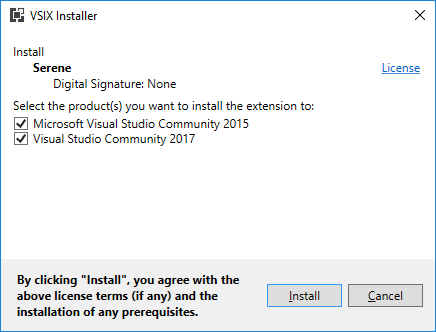 VSIX Installer
Install
Serene
License
Digital Signature: None
Select the product(s) you want to install the extension to:
Microsoft Visual Studio Community 2015
Visual Studio Community 2017
By clicking "Install", you agree with the
above license terms (if any) and the
installation of any prerequisites.
Install
Cancel